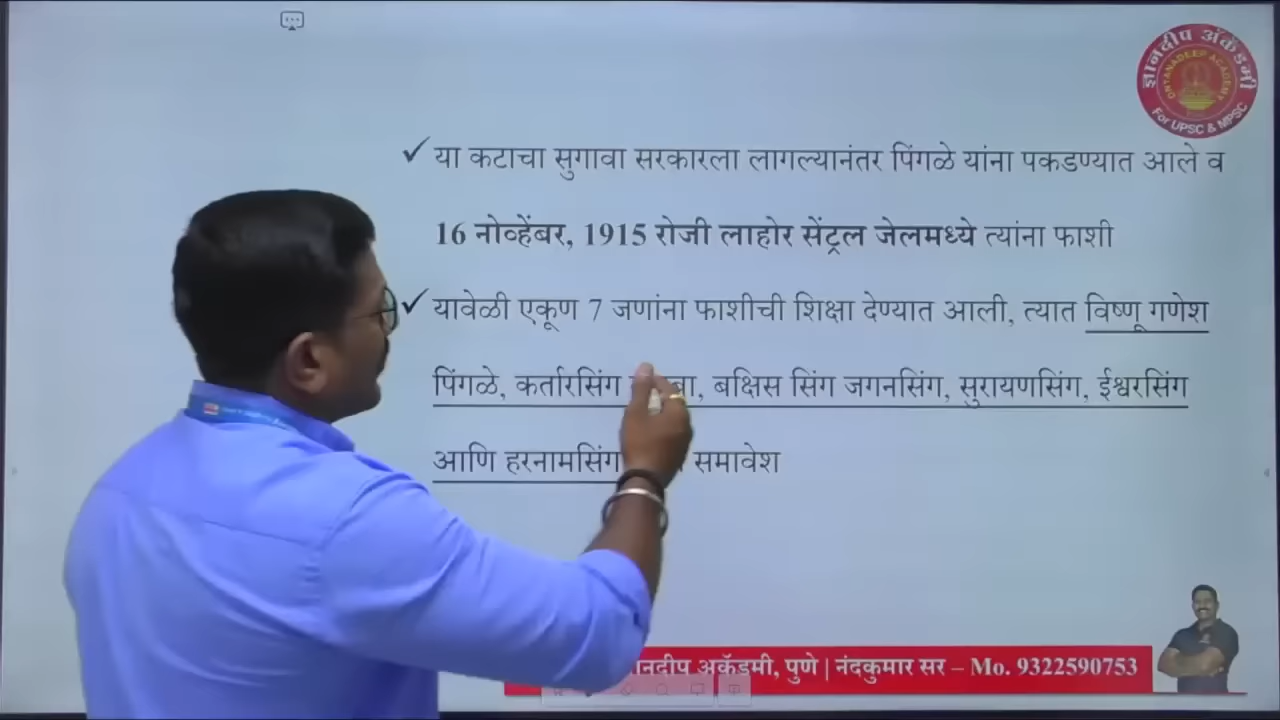 ज्ञानदीप अॅकॅडमी
DNYANADEEP ACADEMY
For UPSC & MPSC
✓ या कटाचा सुगावा सरकारला लागल्यानंतर पिंगळे यांना पकडण्यात आले व
16 नोव्हेंबर, 1915 रोजी लाहोर सेंट्रल जेलमध्ये त्यांना फाशी
✓ यावेळी एकूण 7 जणांना फाशीची शिक्षा देण्यात आली, त्यात विष्णू गणेश
पिंगळे, कर्तारसिंग बक्षिस सिंग जगनसिंग, सुरायणसिंग, ईश्वरसिंग
आणि हरनामसिंग समावेश
अकॅडमी, पुणे | नंदकुमार सर – Mo. 9322590753